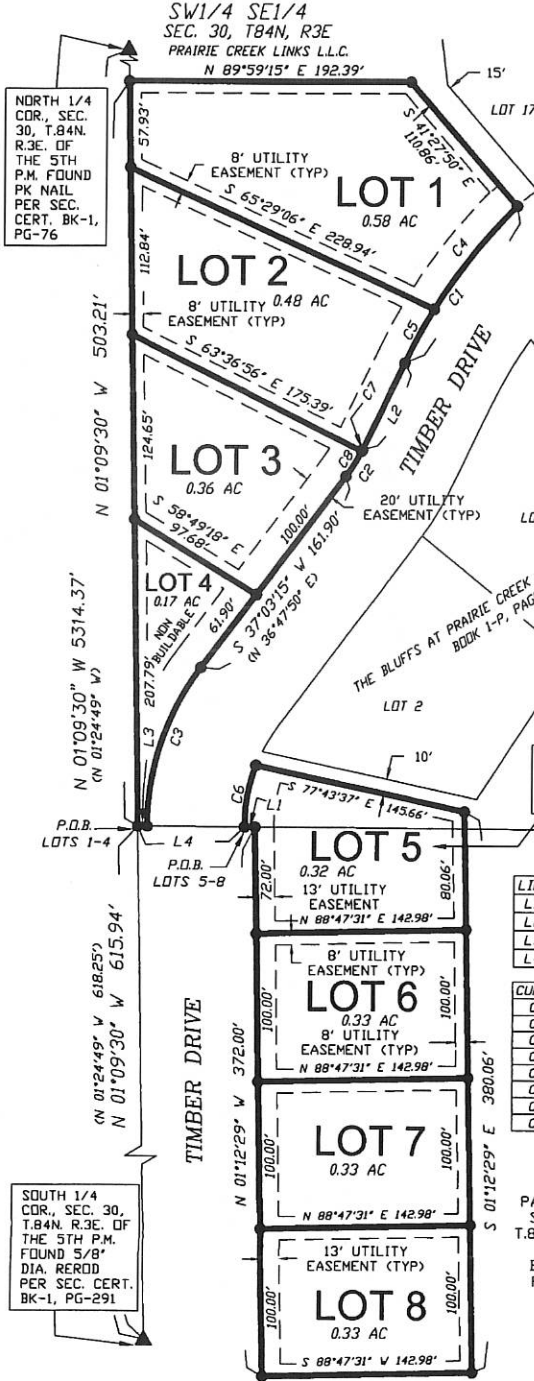 SW1/4 SE1/4
SEC. 30, T84N, R3E
PRAIRIE CREEK LINKS L.L.C.
N 89°59'15" E 192.39'
15'
LOT 17
NORTH 1/4
COR., SEC.
30, T.84N.
R.3E. OF
THE 5TH
P.M. FOUND
PK NAIL
PER SEC.
CERT. BK-1,
PG-76
57.93'
S 41°27'50" E
110.86'
8' UTILITY
EASEMENT (TYP)
LOT 1
0.58 AC
S 65°29'06" E 228.94'
C4
C1
112.84'
LOT 2
0.48 AC
8' UTILITY
EASEMENT (TYP)
C5
N 01°09'30" W 503.21'
S 63°36'56" E 175.39'
C7
L2
TIMBER DRIVE
124.65'
LOT 3
0.36 AC
C8
C2
20' UTILITY
EASEMENT (TYP)
100.00'
S 58°49'18" E
97.68'
S 37°03'15" W 161.90'
(N 36°47'50" E)
LOT 4
0.17 AC
61.90'
NON
BUILDABLE
207.79'
N 01°09'30" W 5314.37'
(N 01°24'49" W)
L3
C3
THE BLUFFS AT PRAIRIE CREEK
BOOK 1-P, PAG
LOT 2
10'
C6
L1
S 77°43'37" E 145.66'
P.O.B.
LOTS 1-4
L4
P.O.B.
LOTS 5-8
LOT 5
0.32 AC
72.00'
80.06'
13' UTILITY
EASEMENT
N 88°47'31" E 142.98'
8' UTILITY
EASEMENT (TYP)
LOT 6
0.33 AC
100.00'
100.00'
8' UTILITY
EASEMENT (TYP)
N 88°47'31" E 142.98'
(N 01°24'49" W 618.25')
N 01°09'30" W 615.94'
TIMBER DRIVE
N 01°12'29" W 372.00'
S 01°12'29" E 380.06'
LOT 7
0.33 AC
100.00'
100.00'
N 88°47'31" E 142.98'
13' UTILITY
EASEMENT (TYP)
LOT 8
0.33 AC
100.00'
100.00'
S 88°47'31" W 142.98'
SOUTH 1/4
COR., SEC. 30,
T.84N. R.3E. OF
THE 5TH P.M.
FOUND 5/8"
DIA. REROD
PER SEC. CERT.
BK-1, PG-291